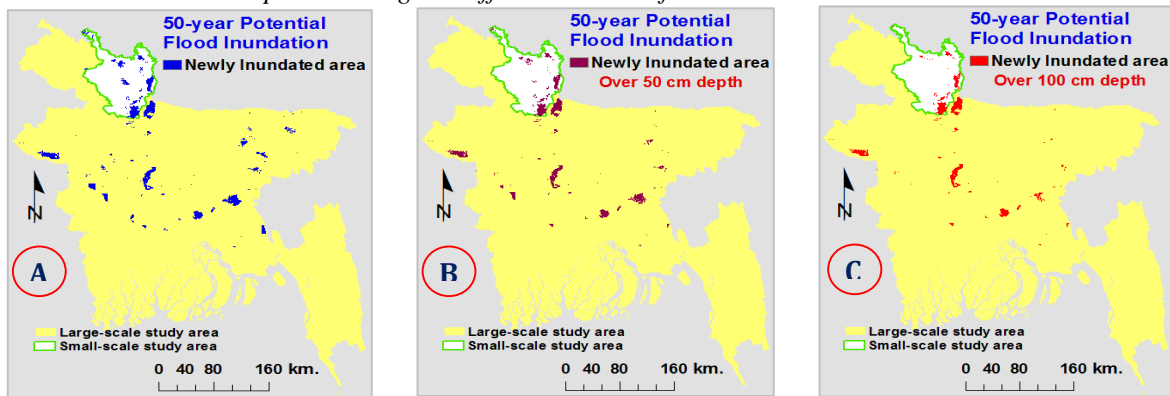 50-year Potential
Flood Inundation
Newly Inundated area
N
A
Large-scale study area
Small-scale study area
0 40 80 160 km.
50-year Potential
Flood Inundation
Newly Inundated area
Over 50 cm depth
N
B
Large-scale study area
Small-scale study area
0 40 80 160 km.
50-year Potential
Flood Inundation
Newly Inundated area
Over 100 cm depth
N
C
Large-scale study area
Small-scale study area
0 40 80 160 km.